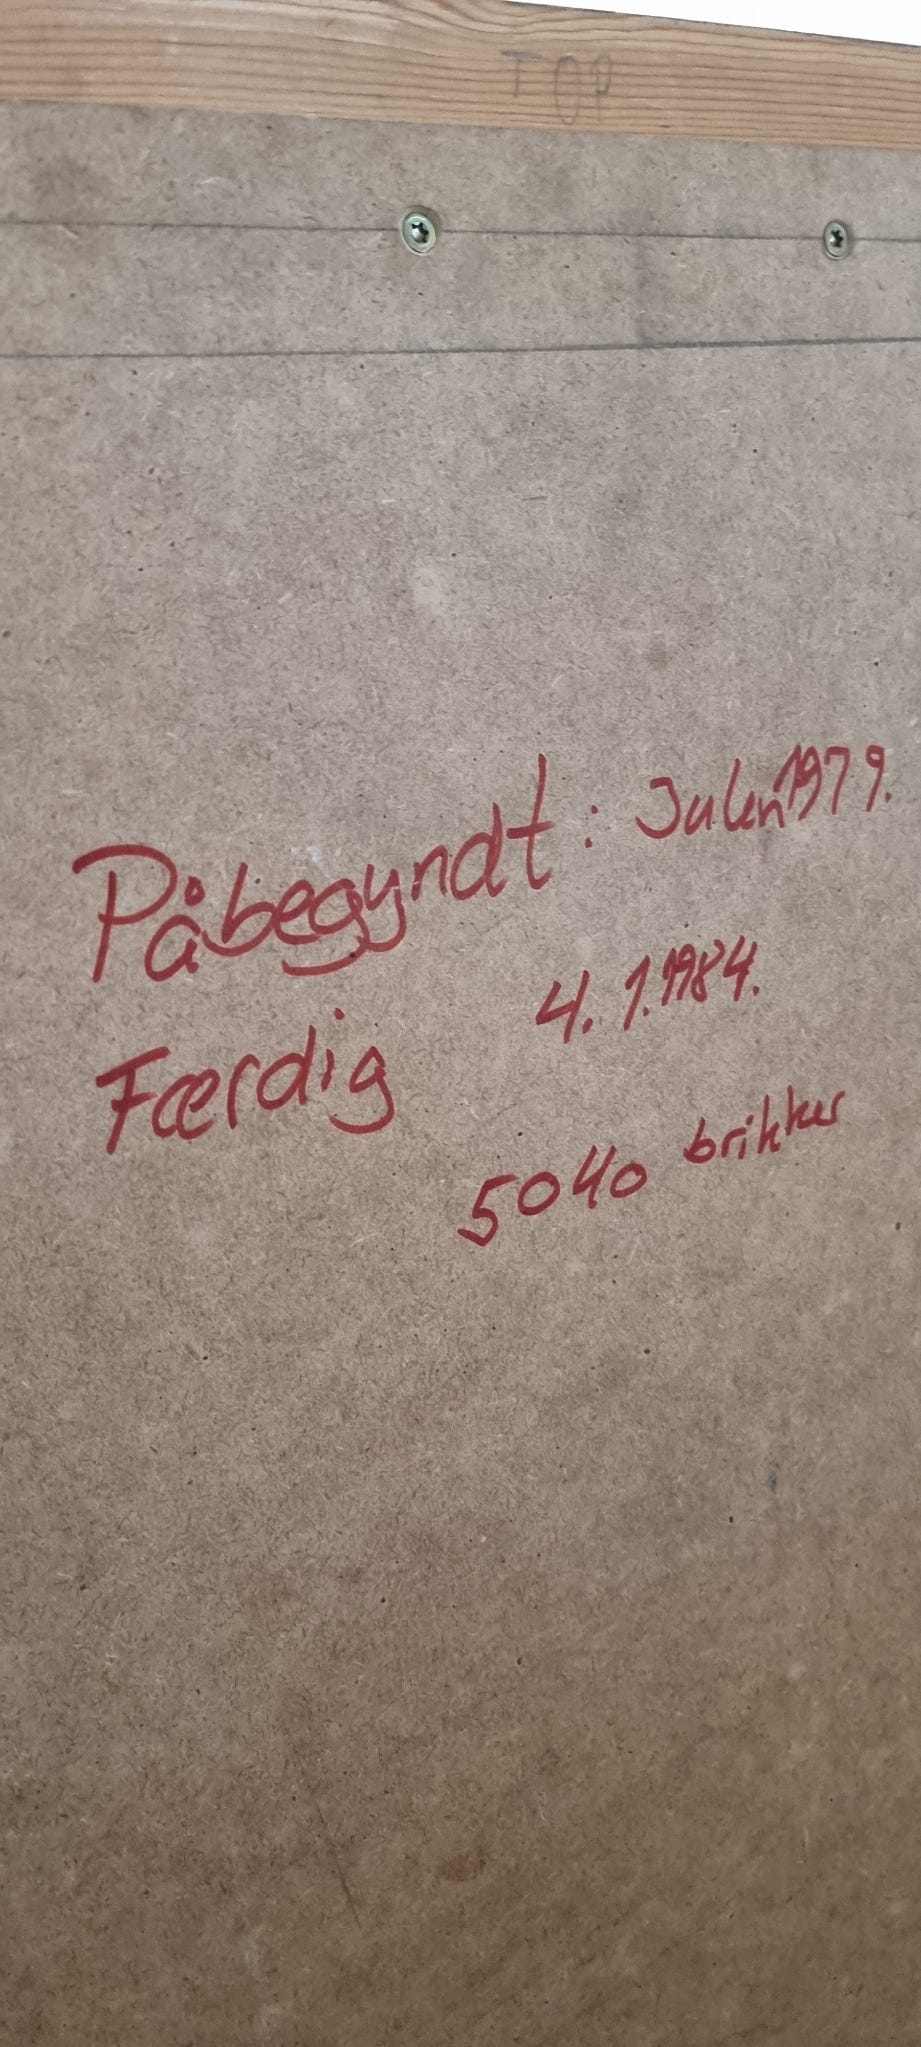 TOP
Påbegyndt: Julen 1979.
Færdig 4.1.1984.
5040 brikker